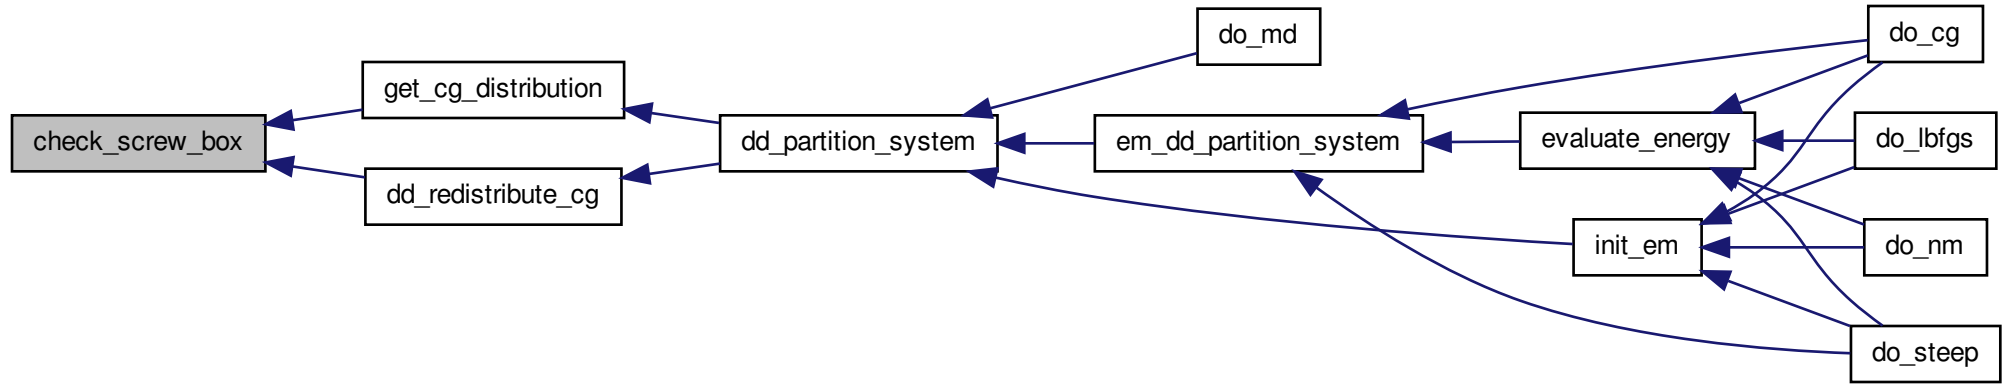 check_screw_box
get_cg_distribution
dd_redistribute_cg
dd_partition_system
do_md
em_dd_partition_system
evaluate_energy
init_em
do_cg
do_lbfgs
do_nm
do_steep